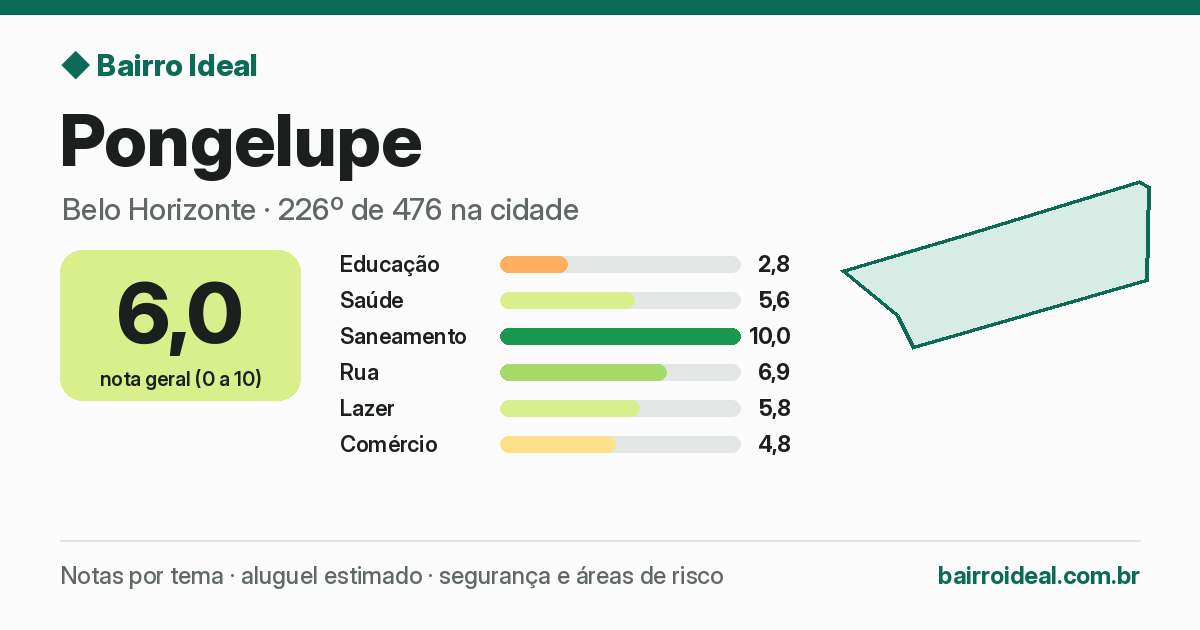 Bairro Ideal
Pongelupe
Belo Horizonte · 226º de 476 na cidade
6,0
nota geral (0 a 10)
Educação 2,8
Saúde 5,6
Saneamento 10,0
Rua 6,9
Lazer 5,8
Comércio 4,8
Notas por tema · aluguel estimado · segurança e áreas de risco
bairroideal.com.br